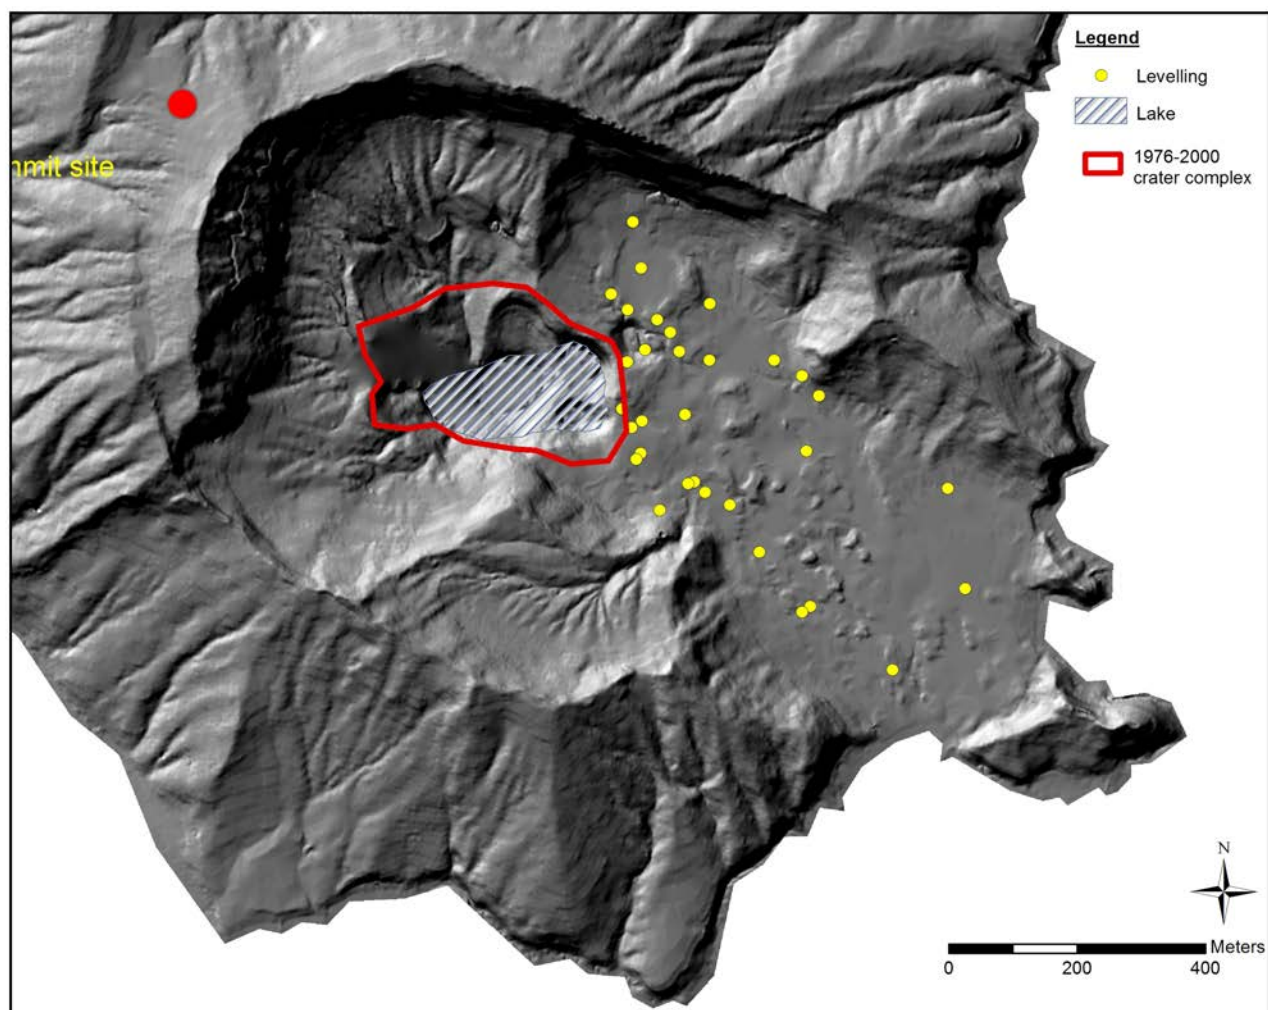 Legend
Levelling
Lake
1976-2000
crater complex
mmit site
N
Meters
0 200 400